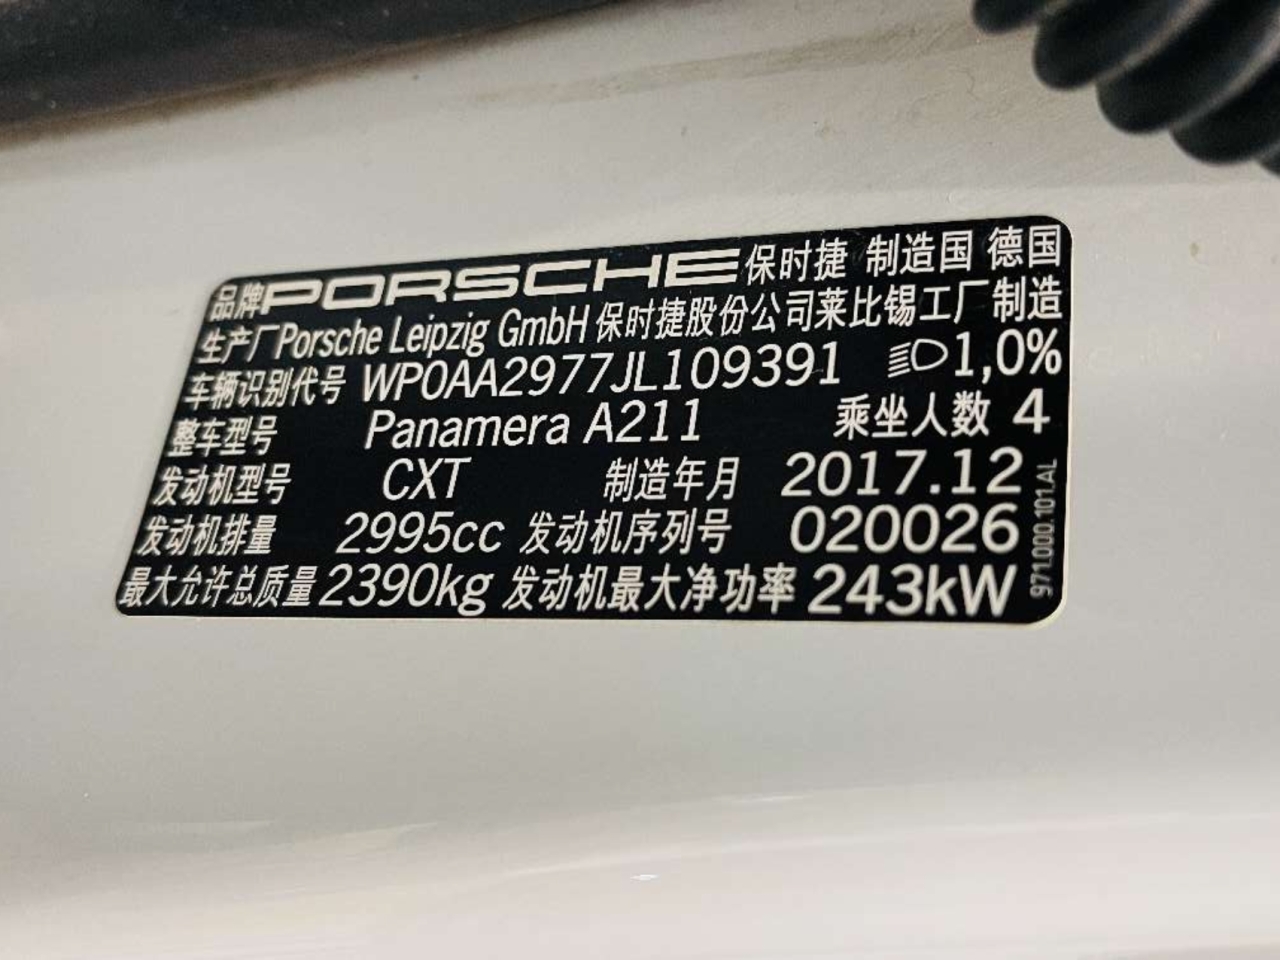 品牌PORSCHE保时捷 制造国 德国
生产厂Porsche Leipzig GmbH 保时捷股份公司莱比锡工厂制造
车辆识别代号 WP0AA2977JL109391 1,0%
整车型号 Panamera A211 乘坐人数 4
发动机型号 CXT 制造年月 2017.12
发动机排量 2995cc 发动机序列号 020026
最大允许总质量 2390kg 发动机最大净功率 243kW
971.000.101.AL